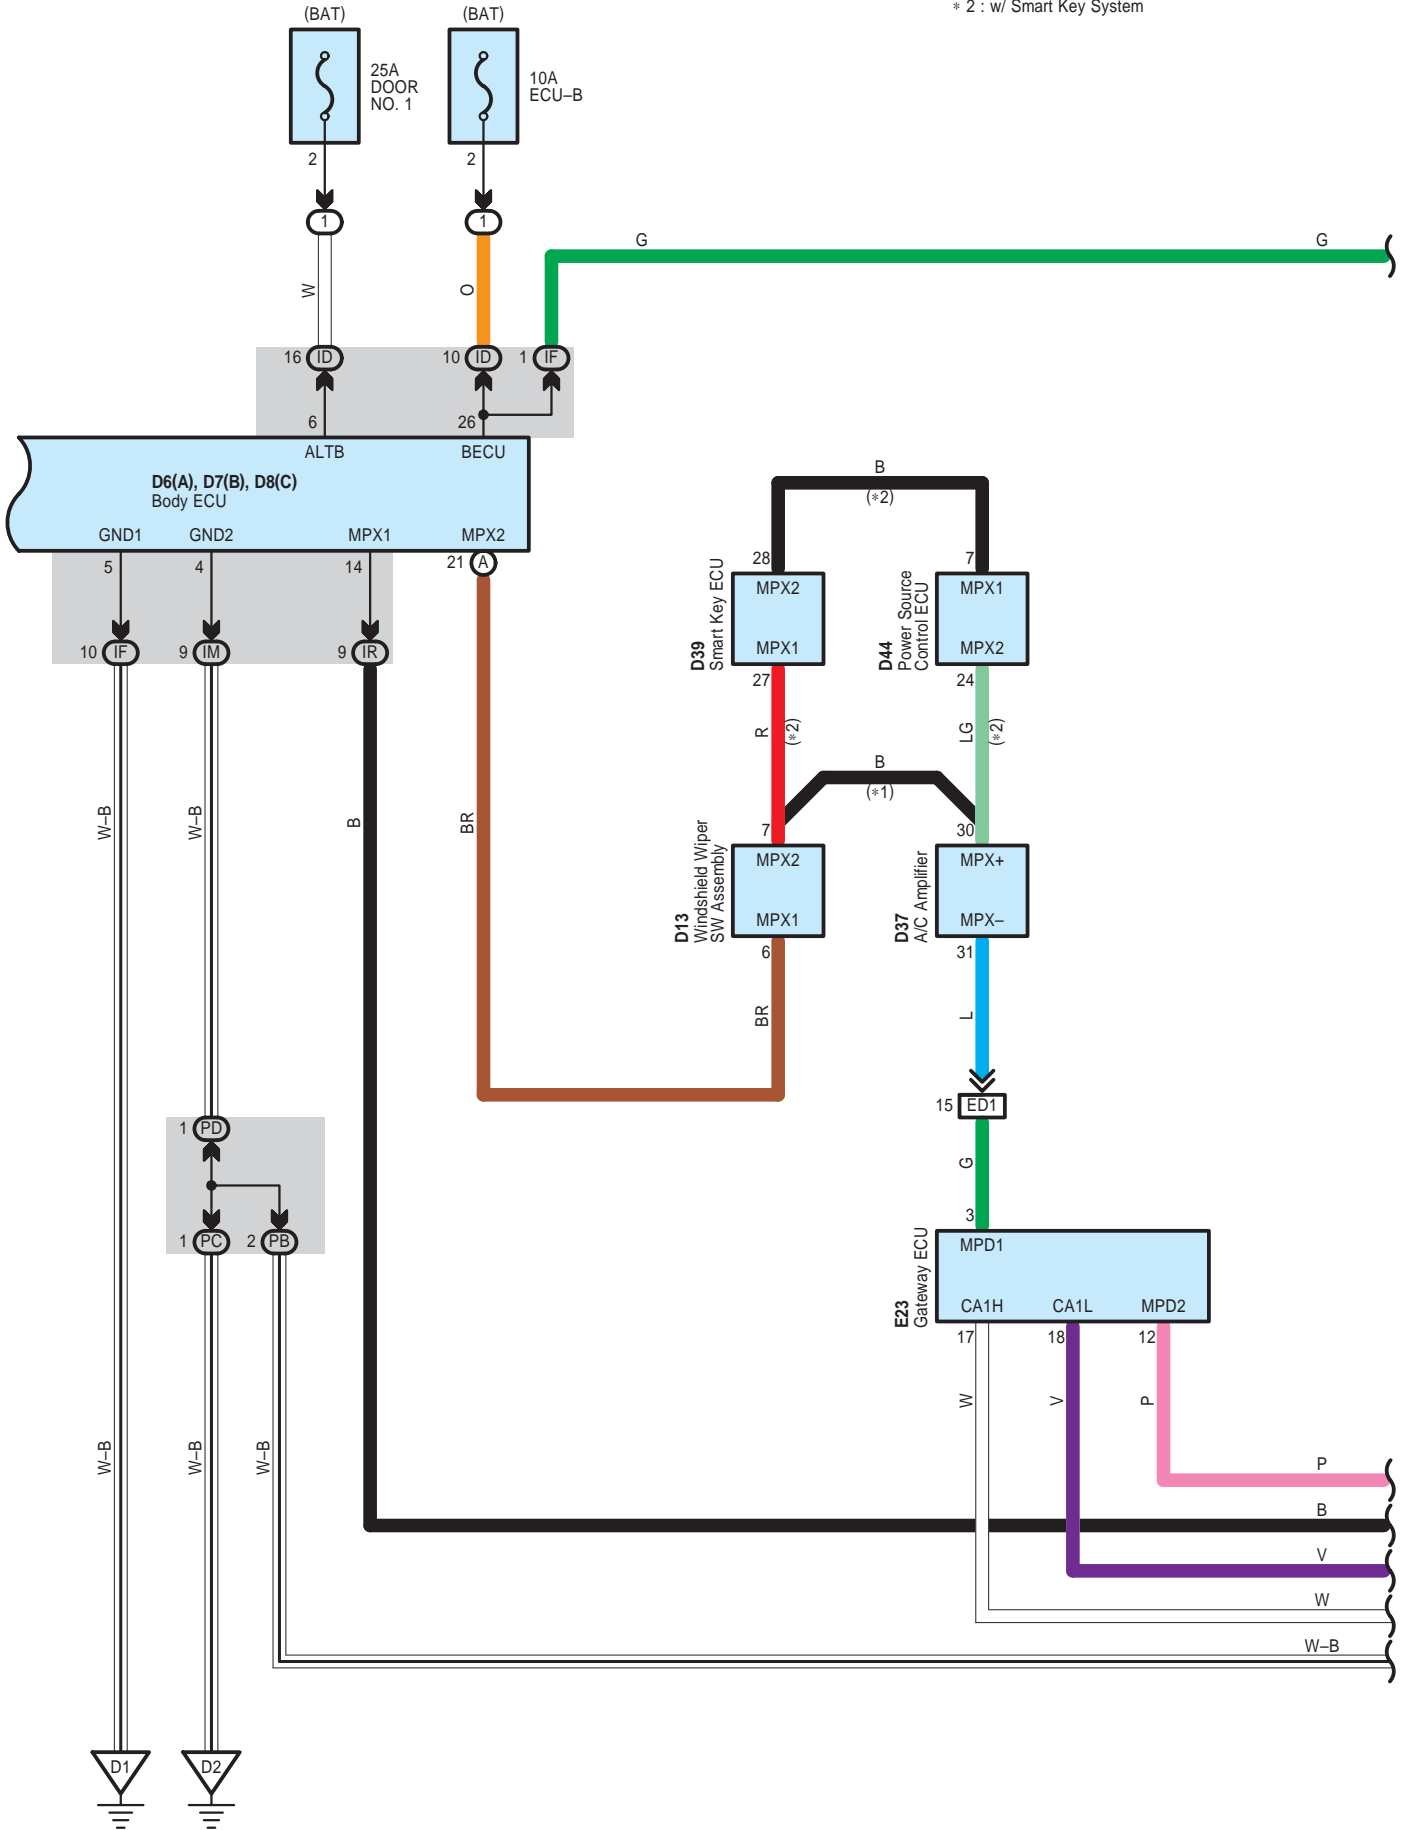 ∗ 2 : w/ Smart Key System
(BAT)
(BAT)
25A
DOOR
NO. 1
10A
ECU–B
2
2
1
1
G
G
W
O
16 ID
10 ID
1 IF
6
26
ALTB
BECU
D6(A), D7(B), D8(C)
Body ECU
GND1
GND2
MPX1
MPX2
5
4
14
21 A
10 IF
9 IM
9 IR
B
(∗2)
28
7
MPX2
MPX1
D39
Smart Key ECU
D44
Power Source
Control ECU
MPX1
MPX2
27
24
R
(∗2)
LG
(∗2)
B
(∗1)
W–B
W–B
B
BR
7
30
MPX2
MPX+
D13
Windshield Wiper
SW Assembly
D37
A/C Amplifier
MPX1
MPX–
6
31
BR
L
15 ED1
1 PD
G
3
1 PC
2 PB
MPD1
E23
Gateway ECU
CA1H
CA1L
MPD2
17
18
12
W
V
P
W–B
W–B
W–B
P
B
V
W
W–B
D1
D2